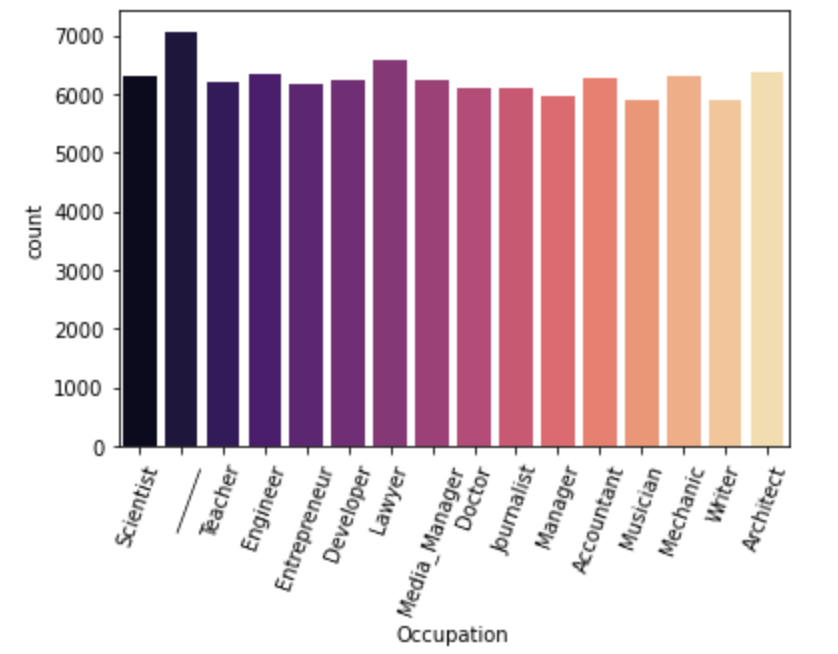 7000
6000
5000
4000
3000
2000
1000
0
count
Scientist
_______
Teacher
Engineer
Entrepreneur
Developer
Lawyer
Media_Manager
Doctor
Journalist
Manager
Accountant
Musician
Mechanic
Writer
Architect
Occupation